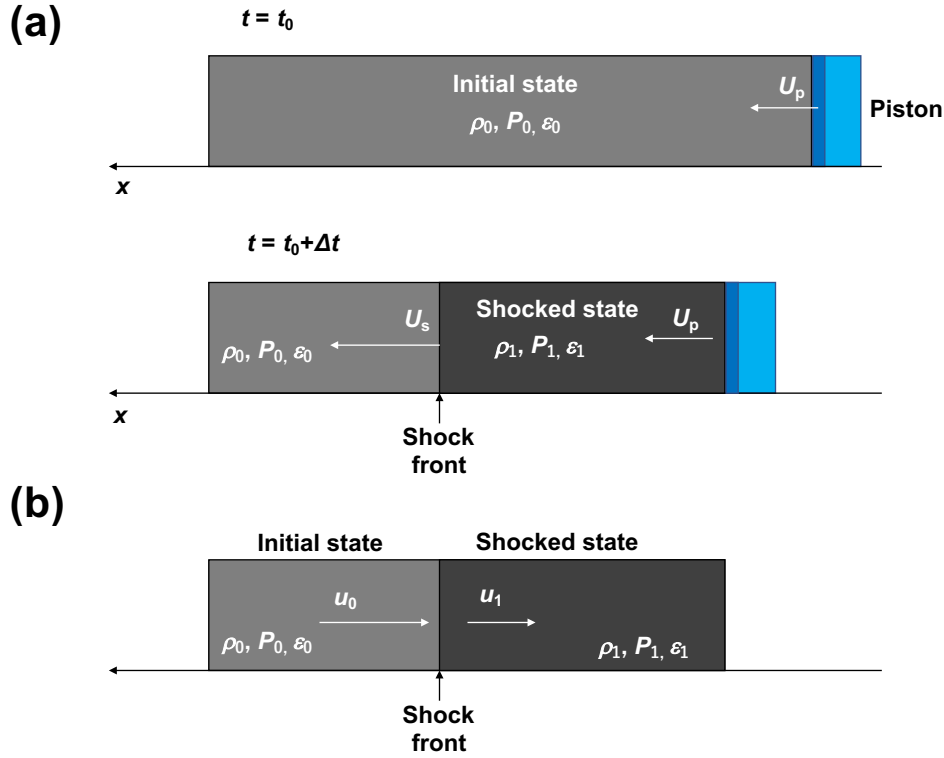 (a)
t = t₀
Initial state
ρ₀, P₀, ε₀
Uₚ
Piston
x
t = t₀+Δt
Uₛ
ρ₀, P₀, ε₀
Shocked state
ρ₁, P₁, ε₁
Uₚ
x
Shock
front
(b)
Initial state
Shocked state
u₀
u₁
ρ₀, P₀, ε₀
ρ₁, P₁, ε₁
Shock
front